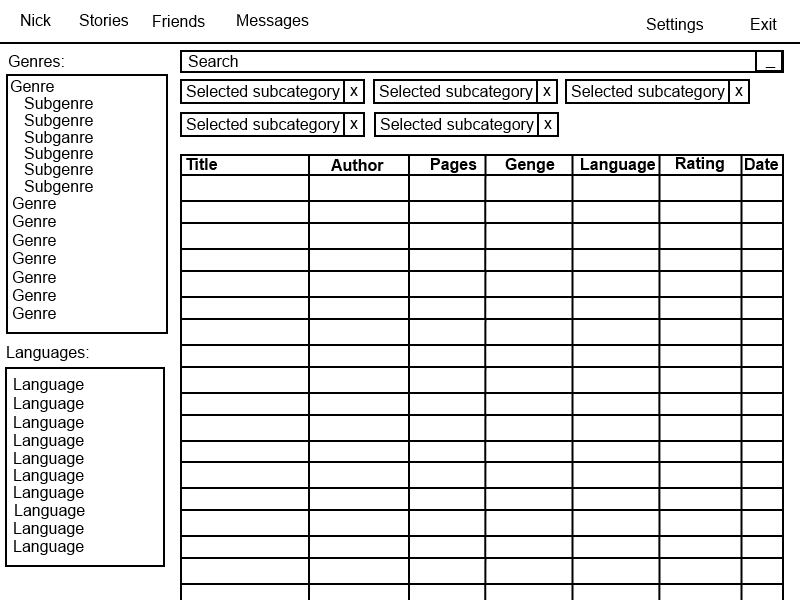 Nick Stories Friends Messages Settings Exit
Genres:
Genre
Subgenre
Subgenre
Subganre
Subgenre
Subgenre
Subgenre
Genre
Genre
Genre
Genre
Genre
Genre
Genre
Languages:
Language
Language
Language
Language
Language
Language
Language
Language
Language
Language
Search _
Selected subcategory x Selected subcategory x Selected subcategory x
Selected subcategory x Selected subcategory x
Title Author Pages Genge Language Rating Date